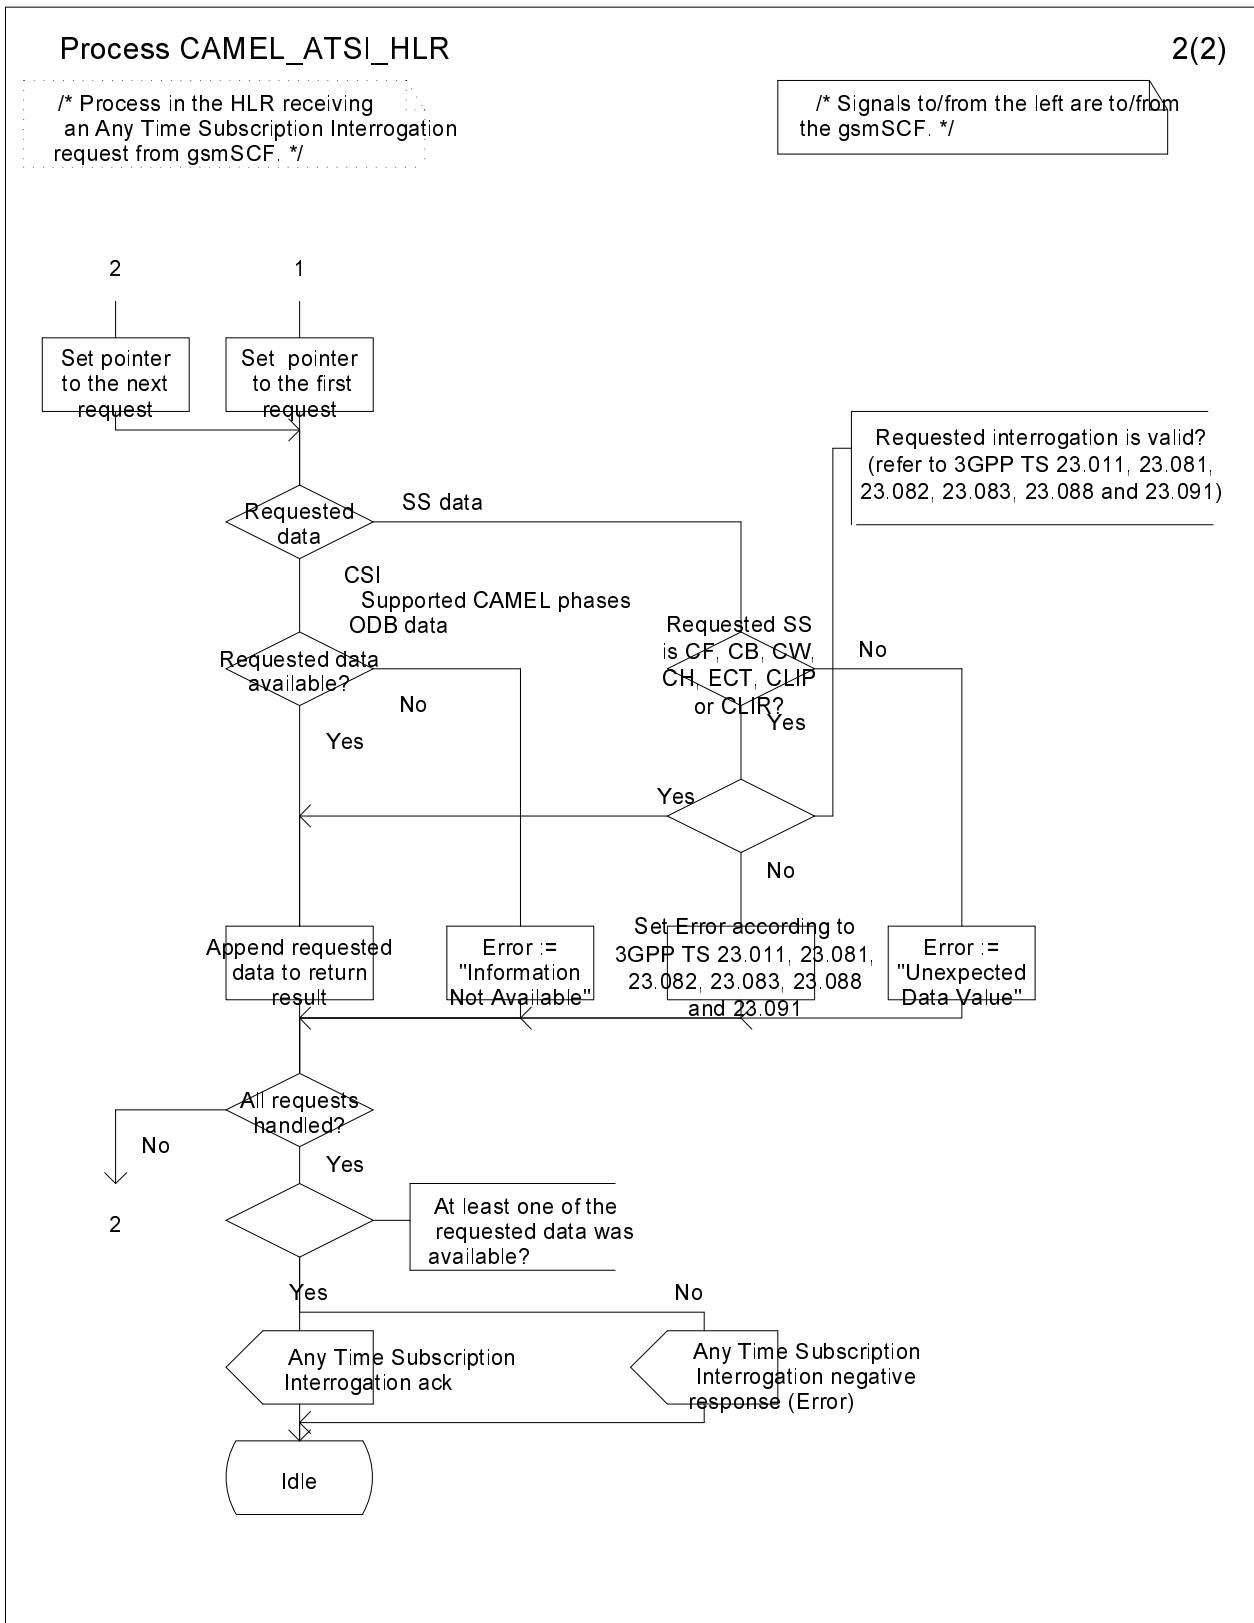 Process CAMEL_ATSI_HLR
2(2)
/* Process in the HLR receiving
an Any Time Subscription Interrogation
request from gsmSCF. */
/* Signals to/from the left are to/from
the gsmSCF. */
2
1
Set pointer
to the next
request
Set pointer
to the first
request
Requested interrogation is valid?
(refer to 3GPP TS 23.011, 23.081,
23.082, 23.083, 23.088 and 23.091)
Requested
data
SS data
CSI
Supported CAMEL phases
ODB data
Requested data
available?
No
Yes
Requested SS
is CF, CB, CW,
CH, ECT, CLIP
or CLIR?
No
Yes
Yes
No
Append requested
data to return
result
Error :=
"Information
Not Available"
Set Error according to
3GPP TS 23.011, 23.081,
23.082, 23.083, 23.088
and 23.091
Error :=
"Unexpected
Data Value"
All requests
handled?
No
Yes
2
At least one of the
requested data was
available?
Yes
No
Any Time Subscription
Interrogation ack
Any Time Subscription
Interrogation negative
response (Error)
Idle